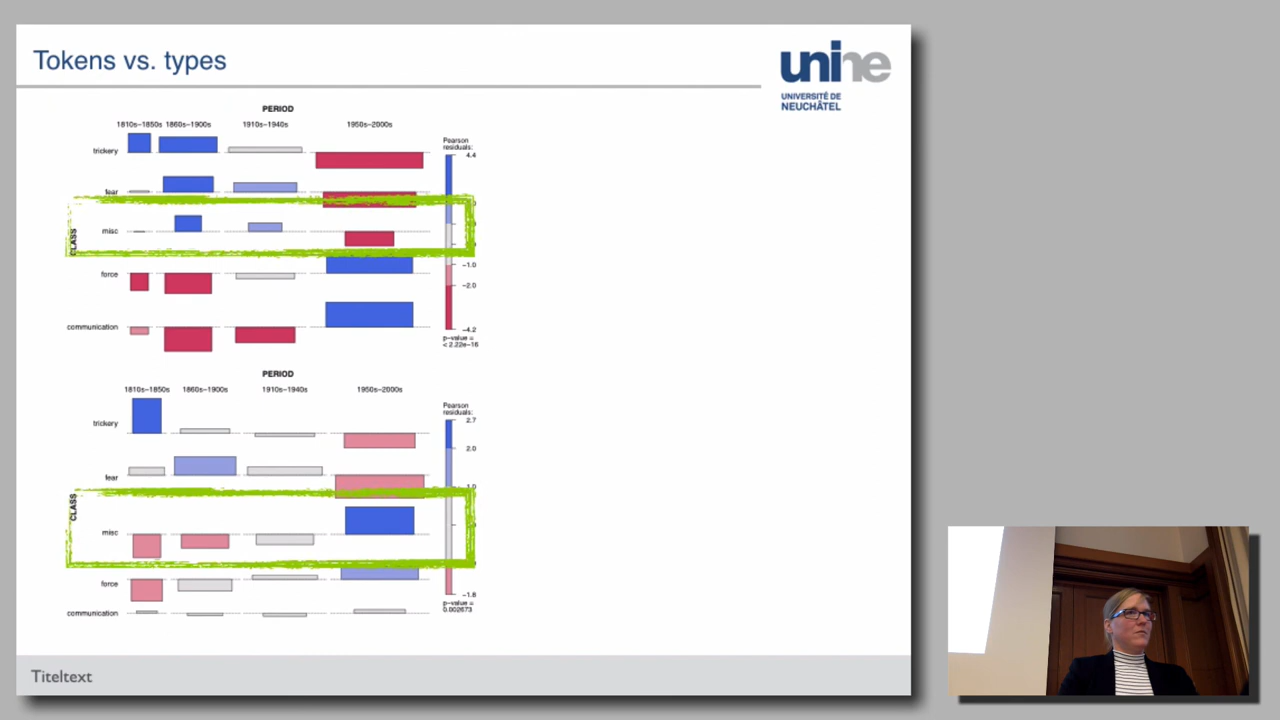 Tokens vs. types
unine
UNIVERSITÉ DE
NEUCHÂTEL
PERIOD
1810s-1850s 1860s-1900s 1910s-1940s 1950s-2000s
Pearson
residuals:
4.4
trickery
fear
misc
CLASS
force
-1.0
-2.0
communication
-4.2
p-value =
< 2.22e-16
PERIOD
1810s-1850s 1860s-1900s 1910s-1940s 1950s-2000s
Pearson
residuals:
2.7
trickery
2.0
fear
1.0
CLASS
misc
force
-1.8
p-value =
0.002673
communication
Titeltext